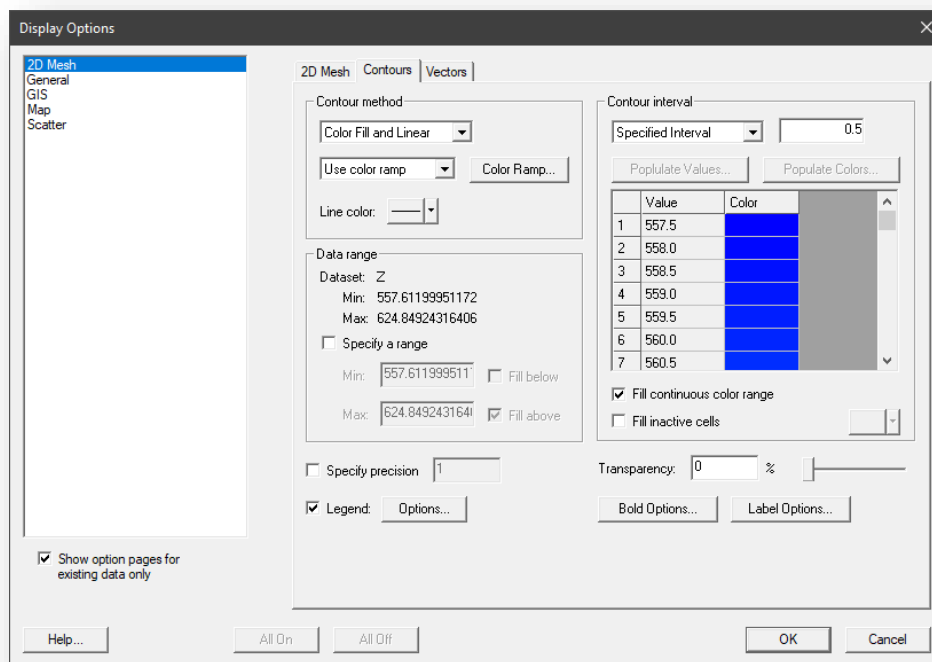 Display Options
2D Mesh
General
GIS
Map
Scatter
Show option pages for
existing data only
2D Mesh Contours Vectors
Contour method
Color Fill and Linear
Use color ramp Color Ramp...
Line color:
Data range
Dataset: Z
Min: 557.61199951172
Max: 624.84924316406
Specify a range
Min: 557.611999511 Fill below
Max: 624.849243164 Fill above
Specify precision 1
Legend: Options...
Contour interval
Specified Interval 0.5
Poplulate Values... Populate Colors...
Value Color
1 557.5
2 558.0
3 558.5
4 559.0
5 559.5
6 560.0
7 560.5
Fill continuous color range
Fill inactive cells
Transparency: 0 %
Bold Options... Label Options...
Help... All On All Off OK Cancel